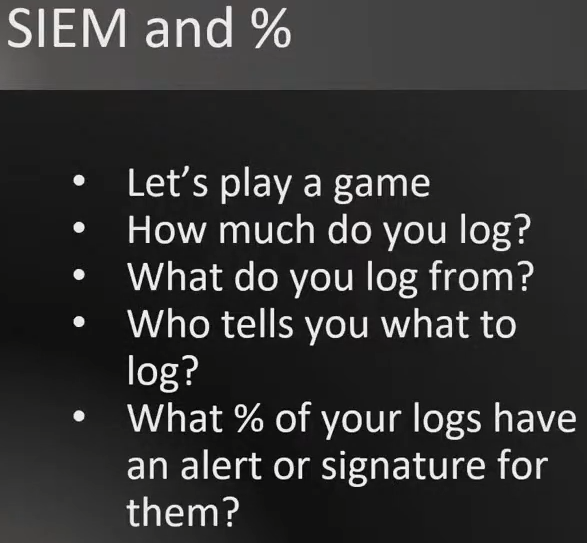 SIEM and %
• Let's play a game
• How much do you log?
• What do you log from?
• Who tells you what to
log?
• What % of your logs have
an alert or signature for
them?